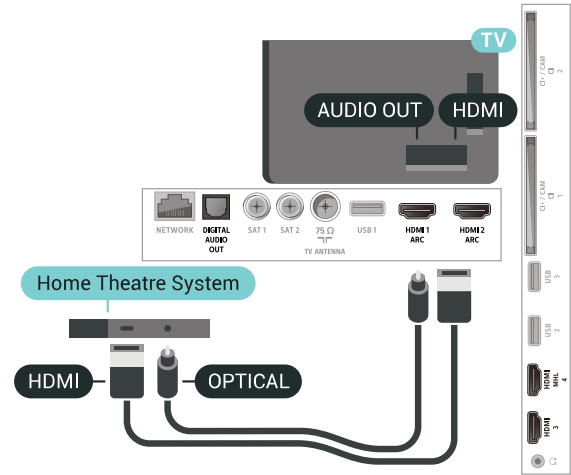 TV
AUDIO OUT
HDMI
NETWORK
DIGITAL
AUDIO
OUT
SAT 1
SAT 2
75 Ω
TV ANTENNA
USB 1
HDMI 1
ARC
HDMI 2
ARC
Home Theatre System
HDMI
OPTICAL
CI+ / CAM
2
CI+ / CAM
1
USB
3
USB
2
HDMI
MHL
4
HDMI
3